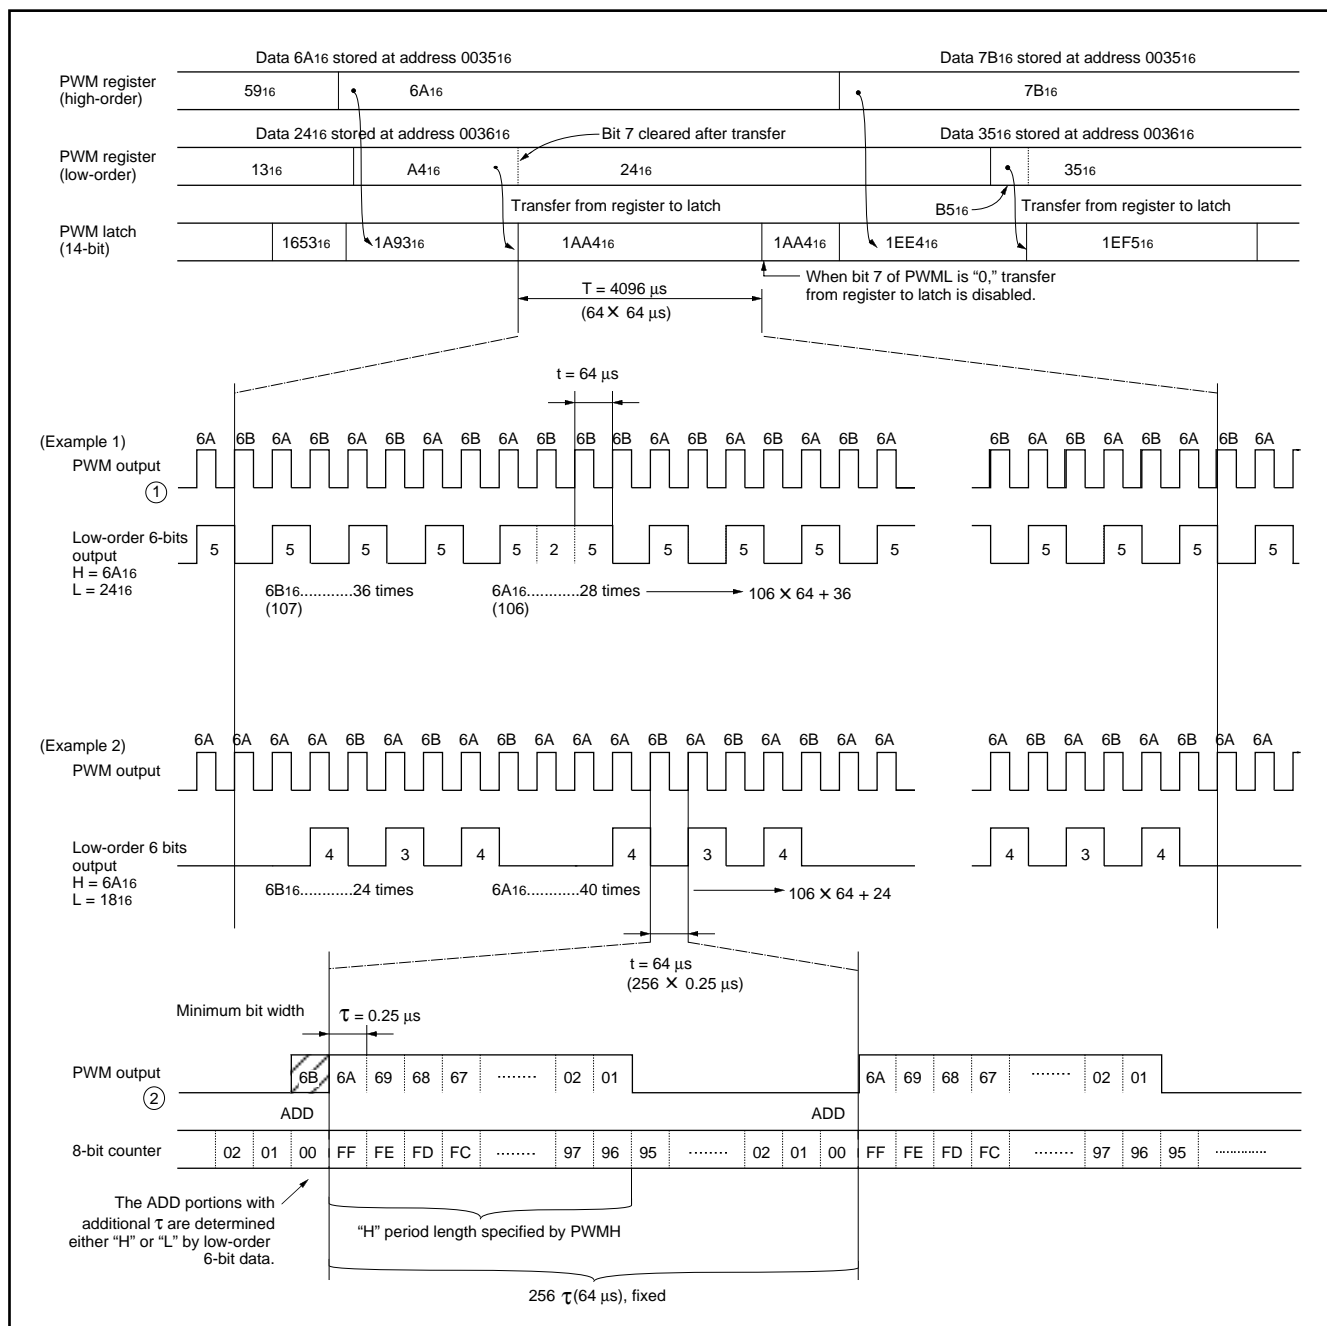 Data 6A16 stored at address 003516
Data 7B16 stored at address 003516
PWM register
(high-order)
5916
6A16
7B16
Data 2416 stored at address 003616
Bit 7 cleared after transfer
Data 3516 stored at address 003616
PWM register
(low-order)
1316
A416
2416
3516
B516
Transfer from register to latch
Transfer from register to latch
PWM latch
(14-bit)
165316
1A9316
1AA416
1AA416
1EE416
1EF516
When bit 7 of PWML is “0,” transfer
from register to latch is disabled.
T = 4096 μs
(64 × 64 μs)
t = 64 μs
(Example 1)
6A 6B 6A 6B 6A 6B 6A 6B 6A 6B 6B 6B 6A 6B 6A 6B 6A 6B 6A 6B 6A 6B 6A 6B 6A 6B 6A
PWM output
1
Low-order 6-bits
output
H = 6A16
L = 2416
5 5 5 5 5 2 5 5 5 5 5 5 5 5 5
6B16............36 times
(107)
6A16............28 times
(106)
106 × 64 + 36
(Example 2)
6A 6A 6A 6A 6B 6A 6B 6A 6B 6A 6A 6A 6B 6A 6B 6A 6B 6A 6A 6A 6B 6A 6B 6A 6B 6A 6A
PWM output
Low-order 6 bits
output
H = 6A16
L = 1816
4 3 4 4 3 4 4 3 4
6B16............24 times
6A16............40 times
106 × 64 + 24
t = 64 μs
(256 × 0.25 μs)
Minimum bit width
τ = 0.25 μs
PWM output
2
6B 6A 69 68 67 ········ 02 01
6A 69 68 67 ········ 02 01
ADD
ADD
8-bit counter
02 01 00 FF FE FD FC ········ 97 96 95 ········ 02 01 00 FF FE FD FC ········ 97 96 95 ·············
The ADD portions with
additional τ are determined
either “H” or “L” by low-order
6-bit data.
“H” period length specified by PWMH
256 τ(64 μs), fixed